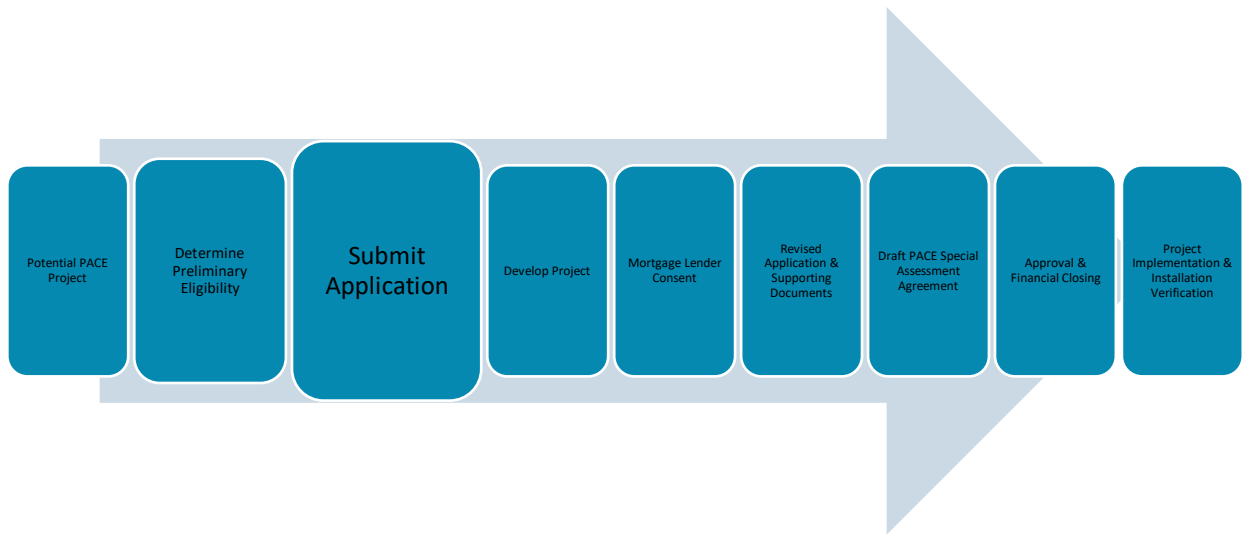 Potential PACE
Project
Determine
Preliminary
Eligibility
Submit
Application
Develop Project
Mortgage Lender
Consent
Revised
Application &
Supporting
Documents
Draft PACE Special
Assessment
Agreement
Approval &
Financial Closing
Project
Implementation &
Installation
Verification